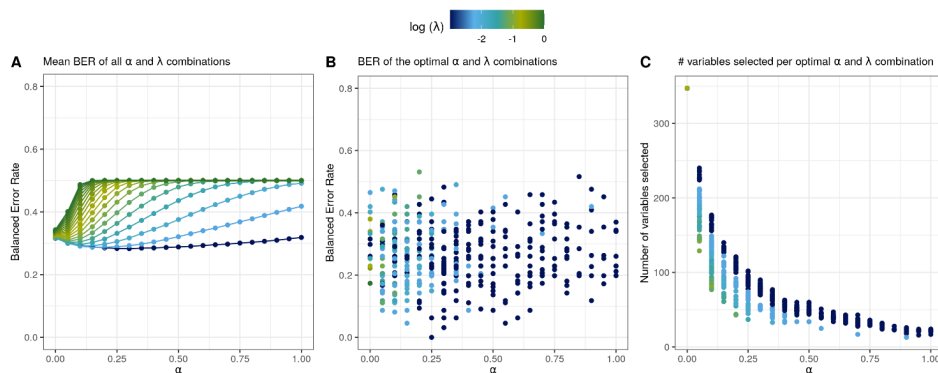 log (λ)
-2 -1 0
A Mean BER of all α and λ combinations
Balanced Error Rate
0.8
0.6
0.4
0.2
0.0
0.00 0.25 0.50 0.75 1.00
α
B BER of the optimal α and λ combinations
Balanced Error Rate
0.8
0.6
0.4
0.2
0.0
0.00 0.25 0.50 0.75 1.00
α
C # variables selected per optimal α and λ combination
Number of variables selected
300
200
100
0
0.00 0.25 0.50 0.75 1.00
α